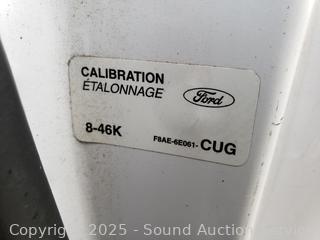 CALIBRATION
ÉTALONNAGE
Ford
8-46K
F8AE-6E061-CUG
Copyright © 2025 - Sound Auction Service